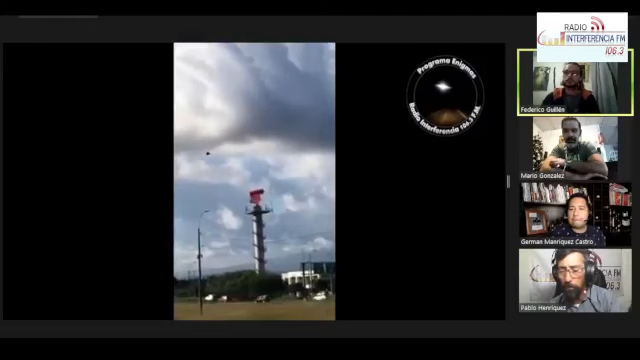 RADIO
INTERFERENCIA FM
106.3
Programa Enigmas
Radio Interferencia 106.3 F.M.
Federico Guillén
Mario Gonzalez
German Manriquez Castro
Pablo Henriquez